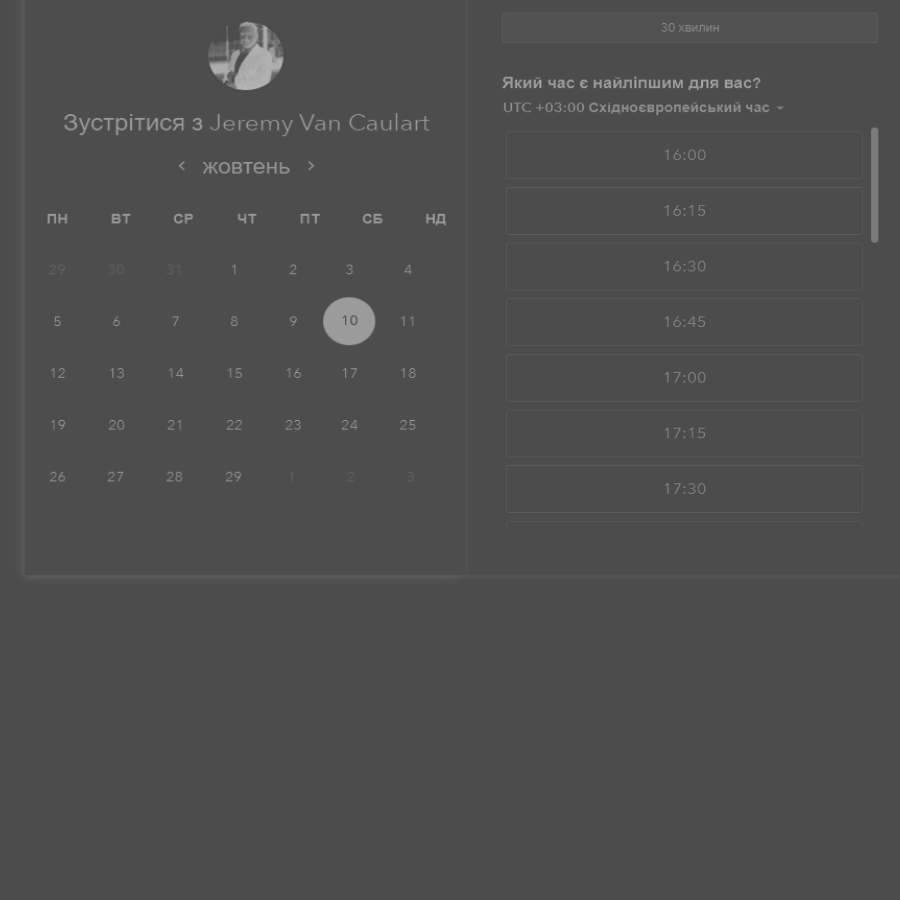 Зустрітися з Jeremy Van Caulart
< жовтень >
ПН ВТ СР ЧТ ПТ СБ НД
29 30 31 1 2 3 4
5 6 7 8 9 10 11
12 13 14 15 16 17 18
19 20 21 22 23 24 25
26 27 28 29 1 2 3
30 хвилин
Який час є найліпшим для вас?
UTC +03:00 Східноєвропейський час
16:00
16:15
16:30
16:45
17:00
17:15
17:30